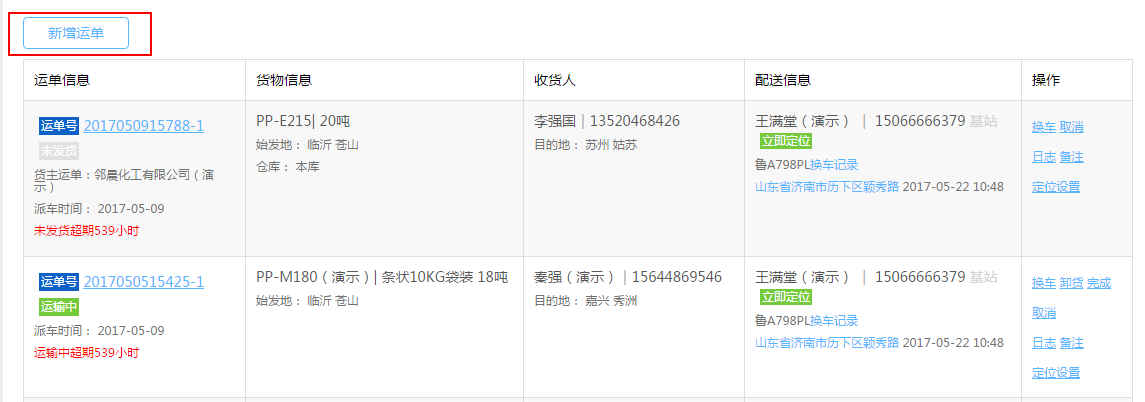 新增运单
运单信息 货物信息 收货人 配送信息 操作
运单号 2017050915788-1
未发货
货主运单：邻晨化工有限公司（演
示）
派车时间： 2017-05-09
未发货超期539小时
PP-E215| 20吨
始发地： 临沂 苍山
仓库： 本库
李强国 | 13520468426
目的地： 苏州 姑苏
王满堂（演示） | 15066666379 基站
立即定位
鲁A798PL换车记录
山东省济南市历下区颖秀路 2017-05-22 10:48
换车 取消
日志 备注
定位设置
运单号 2017050515425-1
运输中
派车时间： 2017-05-09
运输中超期539小时
PP-M180（演示）| 条状10KG袋装 18吨
始发地： 临沂 苍山
秦强（演示） | 15644869546
目的地： 嘉兴 秀洲
王满堂（演示） | 15066666379 基站
立即定位
鲁A798PL换车记录
山东省济南市历下区颖秀路 2017-05-22 10:48
换车 卸货 完成
取消
日志 备注
定位设置